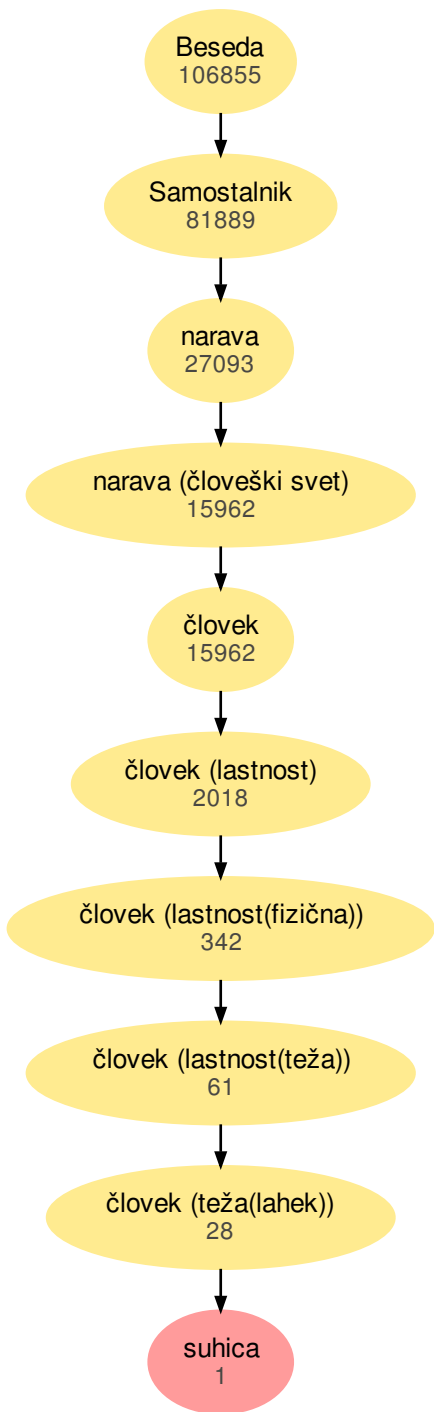 Beseda
106855
Samostalnik
81889
narava
27093
narava (človeški svet)
15962
človek
15962
človek (lastnost)
2018
človek (lastnost(fizična))
342
človek (lastnost(teža))
61
človek (teža(lahek))
28
suhica
1